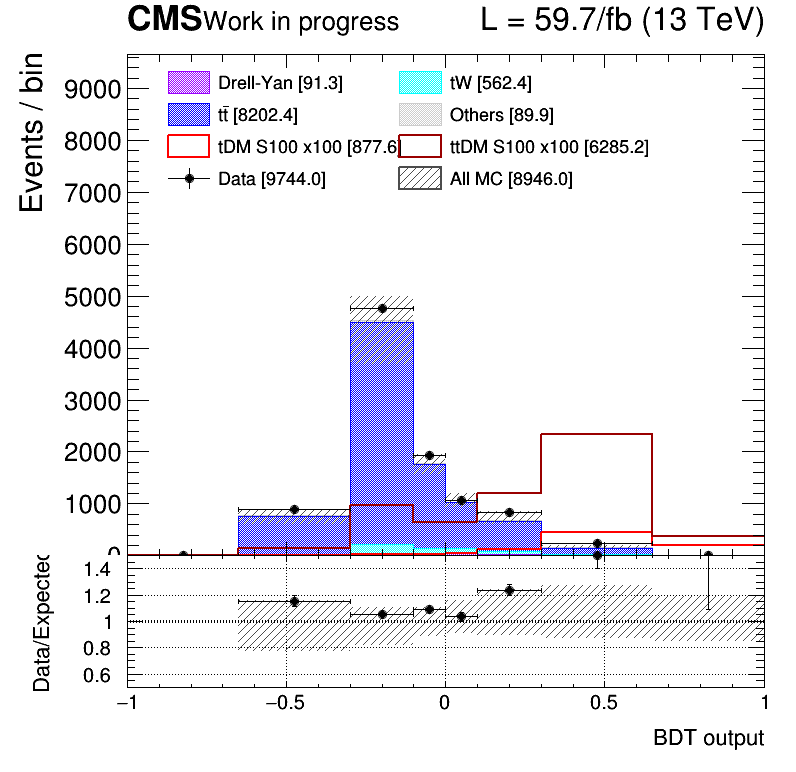 CMS Work in progress L = 59.7/fb (13 TeV)
Events / bin
9000
8000
7000
6000
5000
4000
3000
2000
1000
0
Drell-Yan [91.3] tW [562.4]
tt̄ [8202.4] Others [89.9]
tDM S100 x100 [877.6] ttDM S100 x100 [6285.2]
Data [9744.0] All MC [8946.0]
Data/Expected
1.4
1.2
1
0.8
0.6
−1 −0.5 0 0.5 1
BDT output